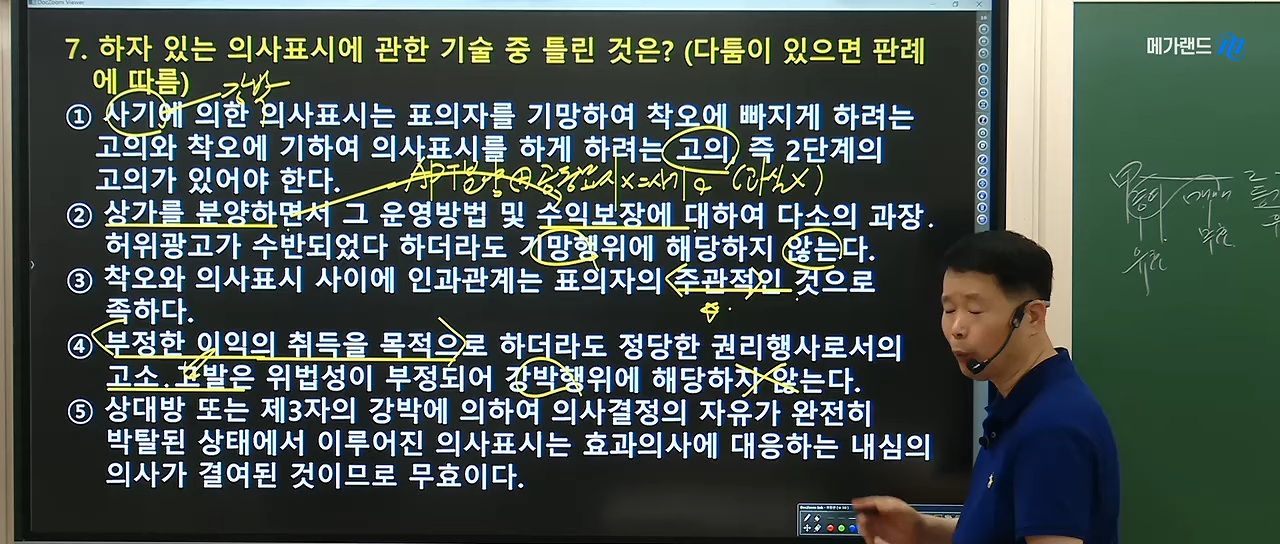 DocZoom Viewer
메가랜드
7. 하자 있는 의사표시에 관한 기술 중 틀린 것은? (다툼이 있으면 판례
에 따름)
강박
① 사기에 의한 의사표시는 표의자를 기망하여 착오에 빠지게 하려는
고의와 착오에 기하여 의사표시를 하게 하려는 고의, 즉 2단계의
고의가 있어야 한다.
(과실X)
② 상가를 분양하면서 그 운영방법 및 수익보장에 대하여 다소의 과장.
허위광고가 수반되었다 하더라도 기망행위에 해당하지 않는다.
③ 착오와 의사표시 사이에 인과관계는 표의자의 주관적인 것으로
족하다.
④ 부정한 이익의 취득을 목적으로 하더라도 정당한 권리행사로서의
고소.고발은 위법성이 부정되어 강박행위에 해당하지 않는다.
⑤ 상대방 또는 제3자의 강박에 의하여 의사결정의 자유가 완전히
박탈된 상태에서 이루어진 의사표시는 효과의사에 대응하는 내심의
의사가 결여된 것이므로 무효이다.